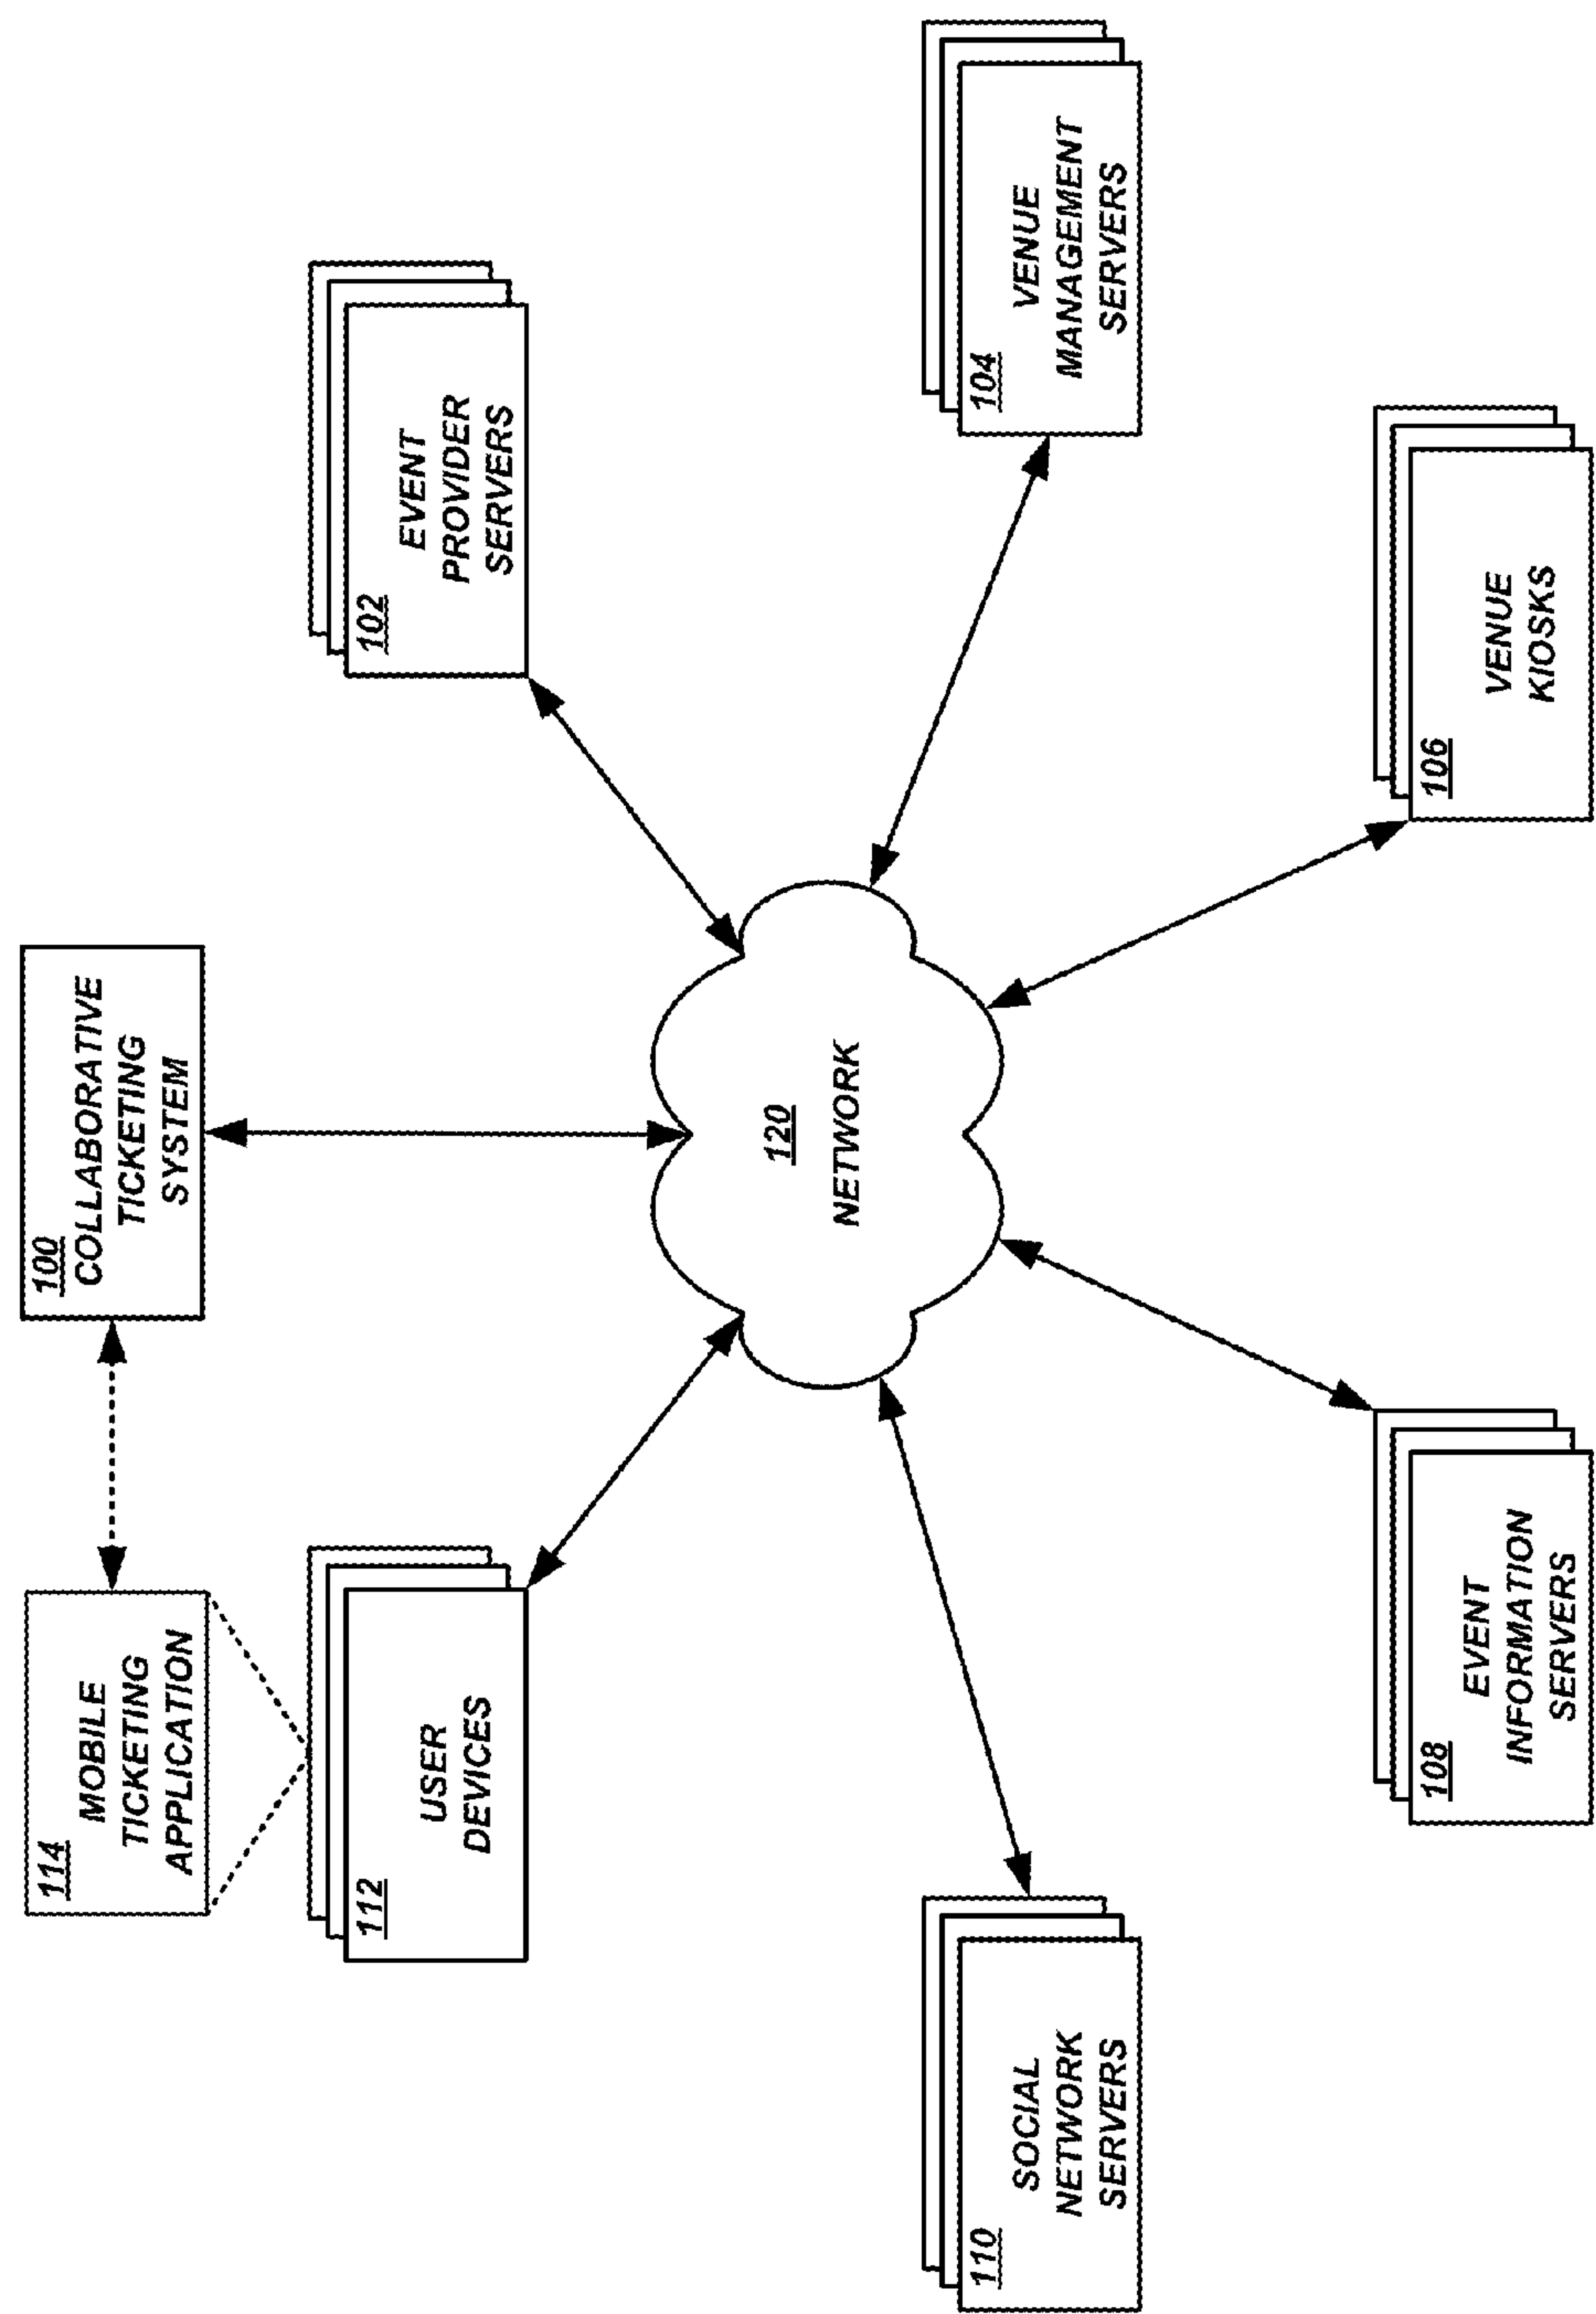 114
MOBILE
TICKETING
APPLICATION
100
COLLABORATIVE
TICKETING
SYSTEM
112
USER
DEVICES
102
EVENT
PROVIDER
SERVERS
120
NETWORK
110
SOCIAL
NETWORK
SERVERS
104
VENUE
MANAGEMENT
SERVERS
108
EVENT
INFORMATION
SERVERS
106
VENUE
KIOSKS